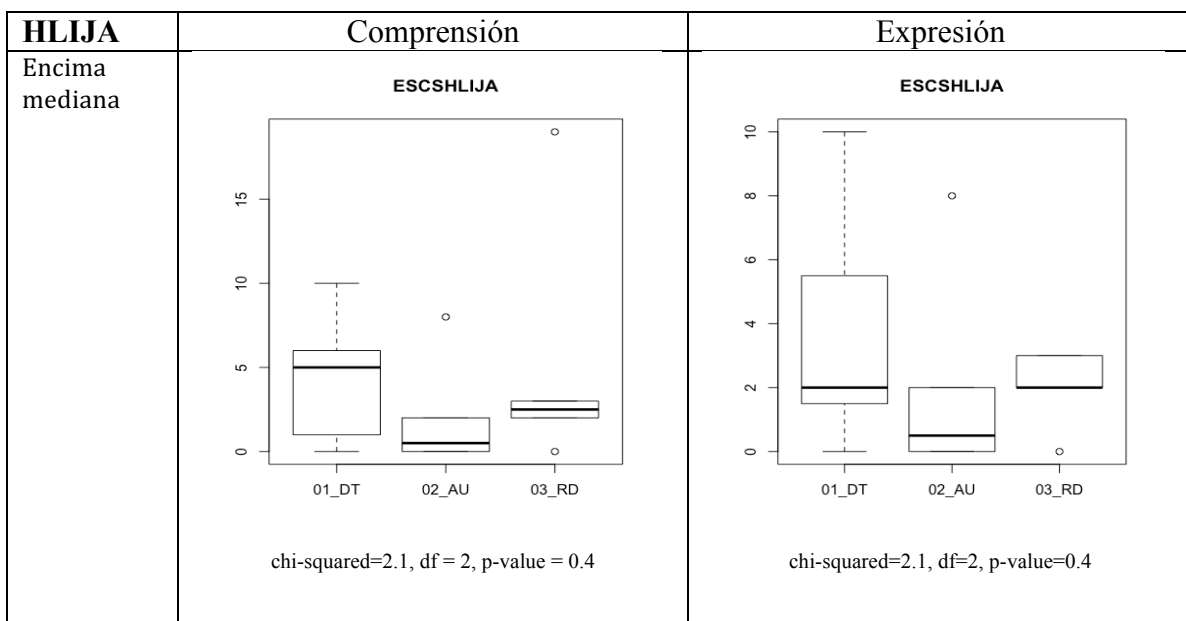 HLIJA Comprensión Expresión
Encima
mediana
ESCSHLIJA
15
10
5
0
01_DT 02_AU 03_RD
chi-squared=2.1, df = 2, p-value = 0.4
ESCSHLIJA
10
8
6
4
2
0
01_DT 02_AU 03_RD
chi-squared=2.1, df=2, p-value=0.4